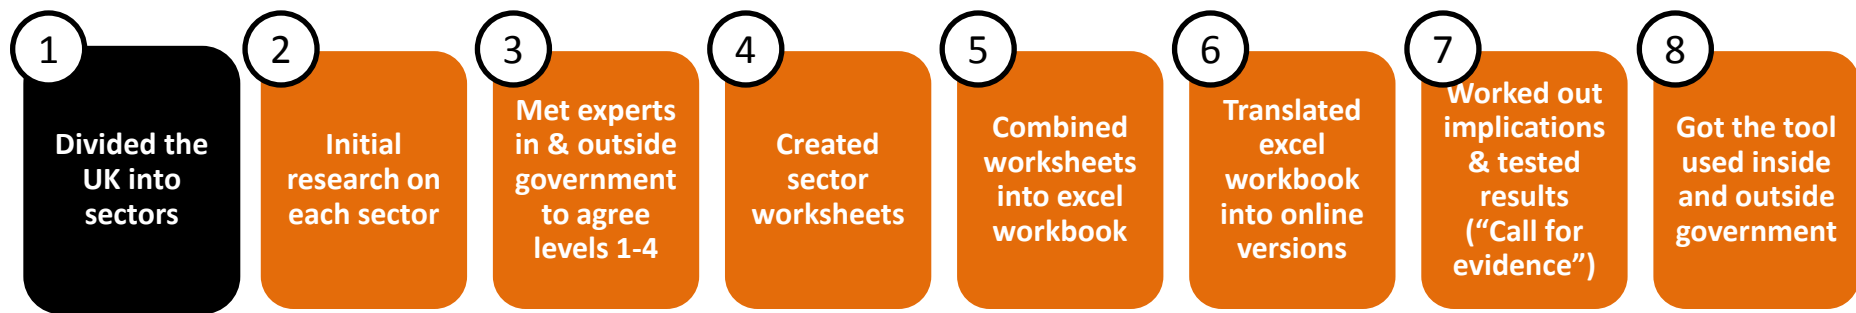 1
Divided the
UK into
sectors
2
Initial
research on
each sector
3
Met experts
in & outside
government
to agree
levels 1-4
4
Created
sector
worksheets
5
Combined
worksheets
into excel
workbook
6
Translated
excel
workbook
into online
versions
7
Worked out
implications
& tested
results
(“Call for
evidence”)
8
Got the tool
used inside
and outside
government